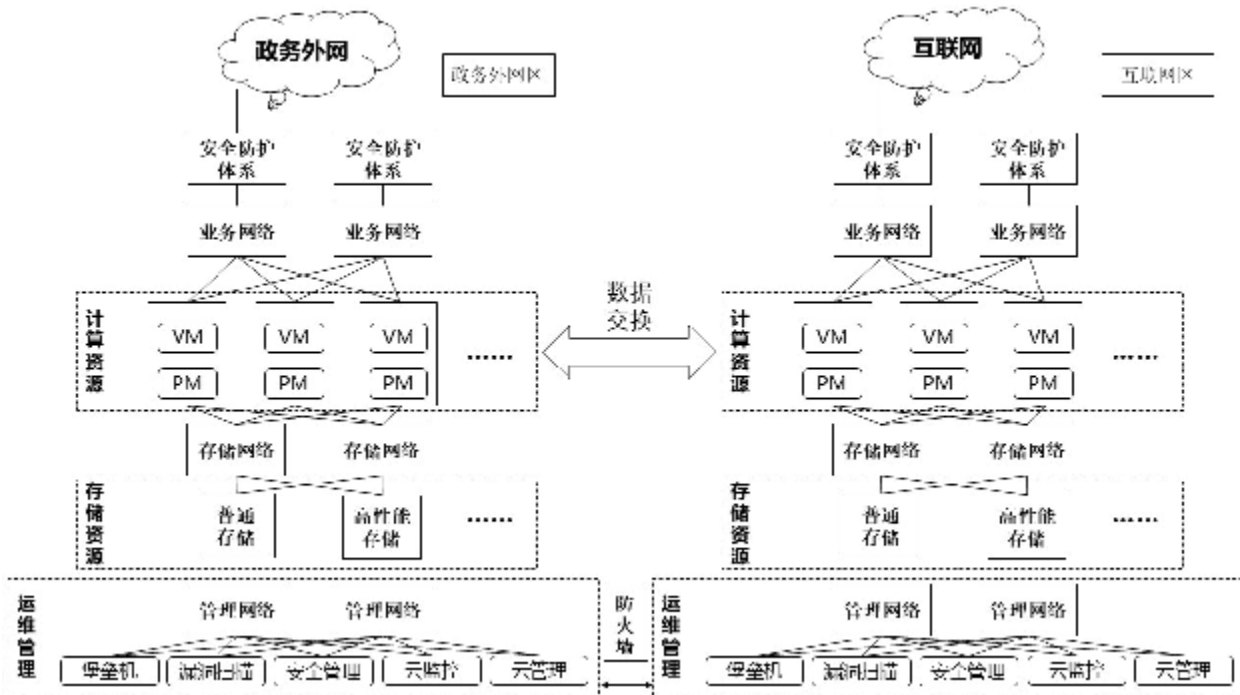 政务外网
政务外网区
互联网
互联网区
安全防护
体系
安全防护
体系
安全防护
体系
安全防护
体系
业务网络
业务网络
业务网络
业务网络
计算资源
VM
VM
VM
PM
PM
PM
……
数据
交换
计算资源
VM
VM
VM
PM
PM
PM
……
存储网络
存储网络
存储网络
存储网络
存储资源
普通
存储
高性能
存储
……
存储资源
普通
存储
高性能
存储
……
运维管理
管理网络
管理网络
堡垒机
漏洞扫描
安全管理
云监控
云管理
防火墙
运维管理
管理网络
管理网络
堡垒机
漏洞扫描
安全管理
云监控
云管理